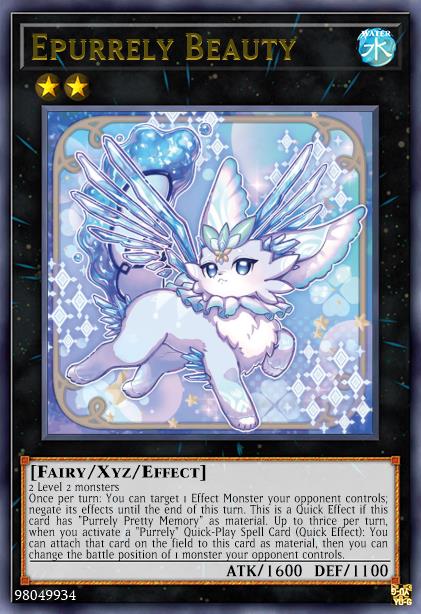 Epurrely Beauty
WATER
水
[Fairy/Xyz/Effect]
2 Level 2 monsters
Once per turn: You can target 1 Effect Monster your opponent controls;
negate its effects until the end of this turn. This is a Quick Effect if this
card has "Purrely Pretty Memory" as material. Up to thrice per turn,
when you activate a "Purrely" Quick-Play Spell Card (Quick Effect): You
can attach that card on the field to this card as material, then you can
change the battle position of 1 monster your opponent controls.
ATK/1600 DEF/1100
98049934